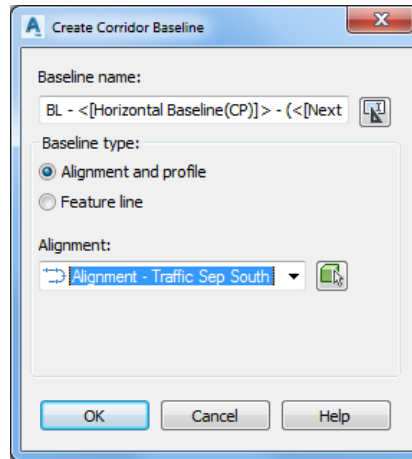 Create Corridor Baseline
Baseline name:
BL - <[Horizontal Baseline(CP)]> - (<[Next
Baseline type:
Alignment and profile
Feature line
Alignment:
Alignment - Traffic Sep South
OK Cancel Help